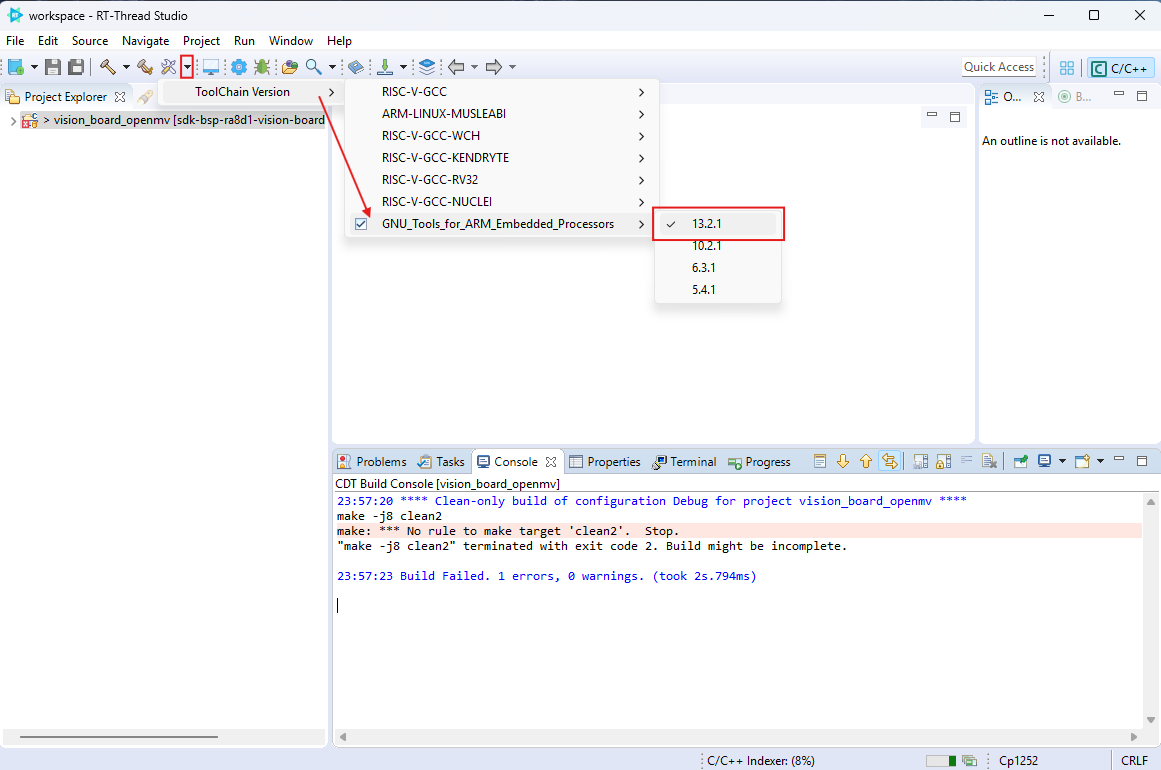 workspace - RT-Thread Studio
File Edit Source Navigate Project Run Window Help
Quick Access
C/C++
Project Explorer
ToolChain Version
RISC-V-GCC
O...
B...
> vision_board_openmv [sdk-bsp-ra8d1-vision-board
ARM-LINUX-MUSLEABI
RISC-V-GCC-WCH
An outline is not available.
RISC-V-GCC-KENDRYTE
RISC-V-GCC-RV32
RISC-V-GCC-NUCLEI
GNU_Tools_for_ARM_Embedded_Processors
13.2.1
10.2.1
6.3.1
5.4.1
Problems Tasks Console Properties Terminal Progress
CDT Build Console [vision_board_openmv]
23:57:20 **** Clean-only build of configuration Debug for project vision_board_openmv ****
make -j8 clean2
make: *** No rule to make target 'clean2'.  Stop.
"make -j8 clean2" terminated with exit code 2. Build might be incomplete.
23:57:23 Build Failed. 1 errors, 0 warnings. (took 2s.794ms)
C/C++ Indexer: (8%)
Cp1252
CRLF